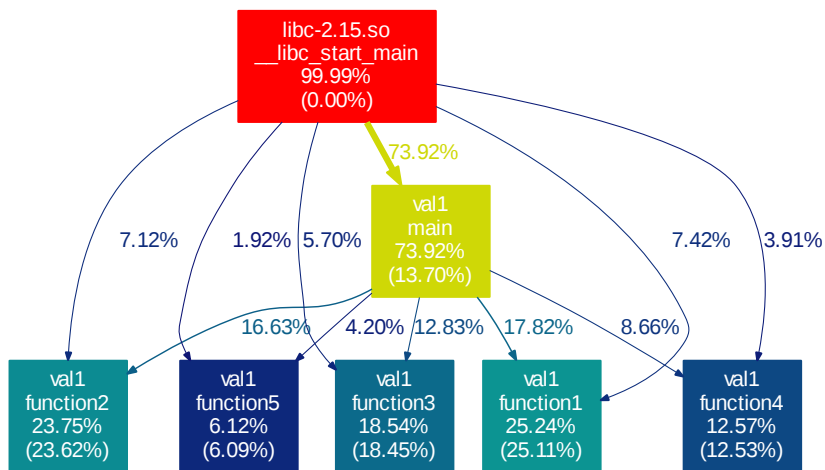 libc-2.15.so
__libc_start_main
99.99%
(0.00%)
73.92%
val1
main
73.92%
(13.70%)
7.12%
1.92%
5.70%
7.42%
3.91%
16.63%
4.20%
12.83%
17.82%
8.66%
val1
function2
23.75%
(23.62%)
val1
function5
6.12%
(6.09%)
val1
function3
18.54%
(18.45%)
val1
function1
25.24%
(25.11%)
val1
function4
12.57%
(12.53%)